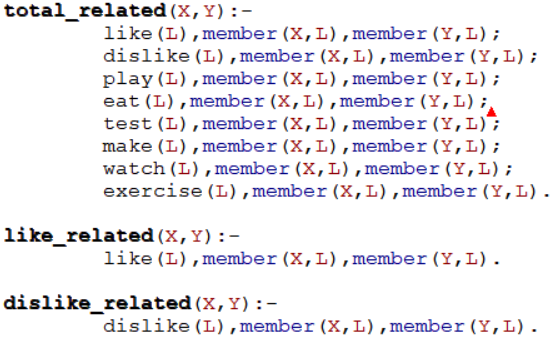 total_related(X,Y):-
like(L),member(X,L),member(Y,L);
dislike(L),member(X,L),member(Y,L);
play(L),member(X,L),member(Y,L);
eat(L),member(X,L),member(Y,L);
test(L),member(X,L),member(Y,L);
make(L),member(X,L),member(Y,L);
watch(L),member(X,L),member(Y,L);
exercise(L),member(X,L),member(Y,L).
like_related(X,Y):-
like(L),member(X,L),member(Y,L).
dislike_related(X,Y):-
dislike(L),member(X,L),member(Y,L).